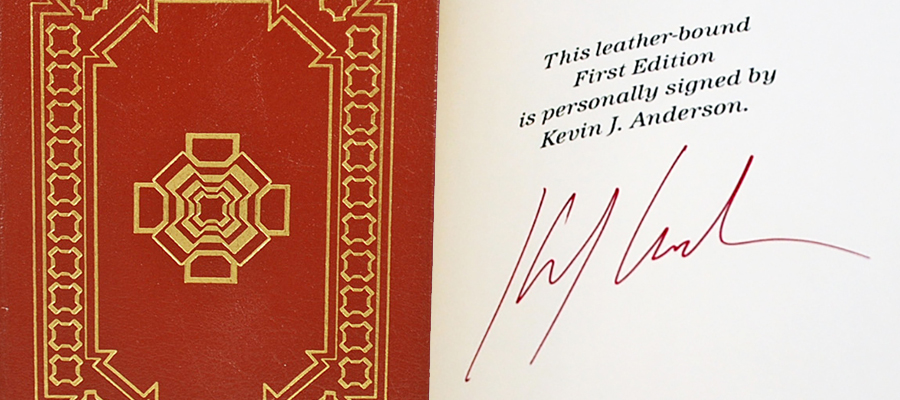 This leather-bound
First Edition
is personally signed by
Kevin J. Anderson.